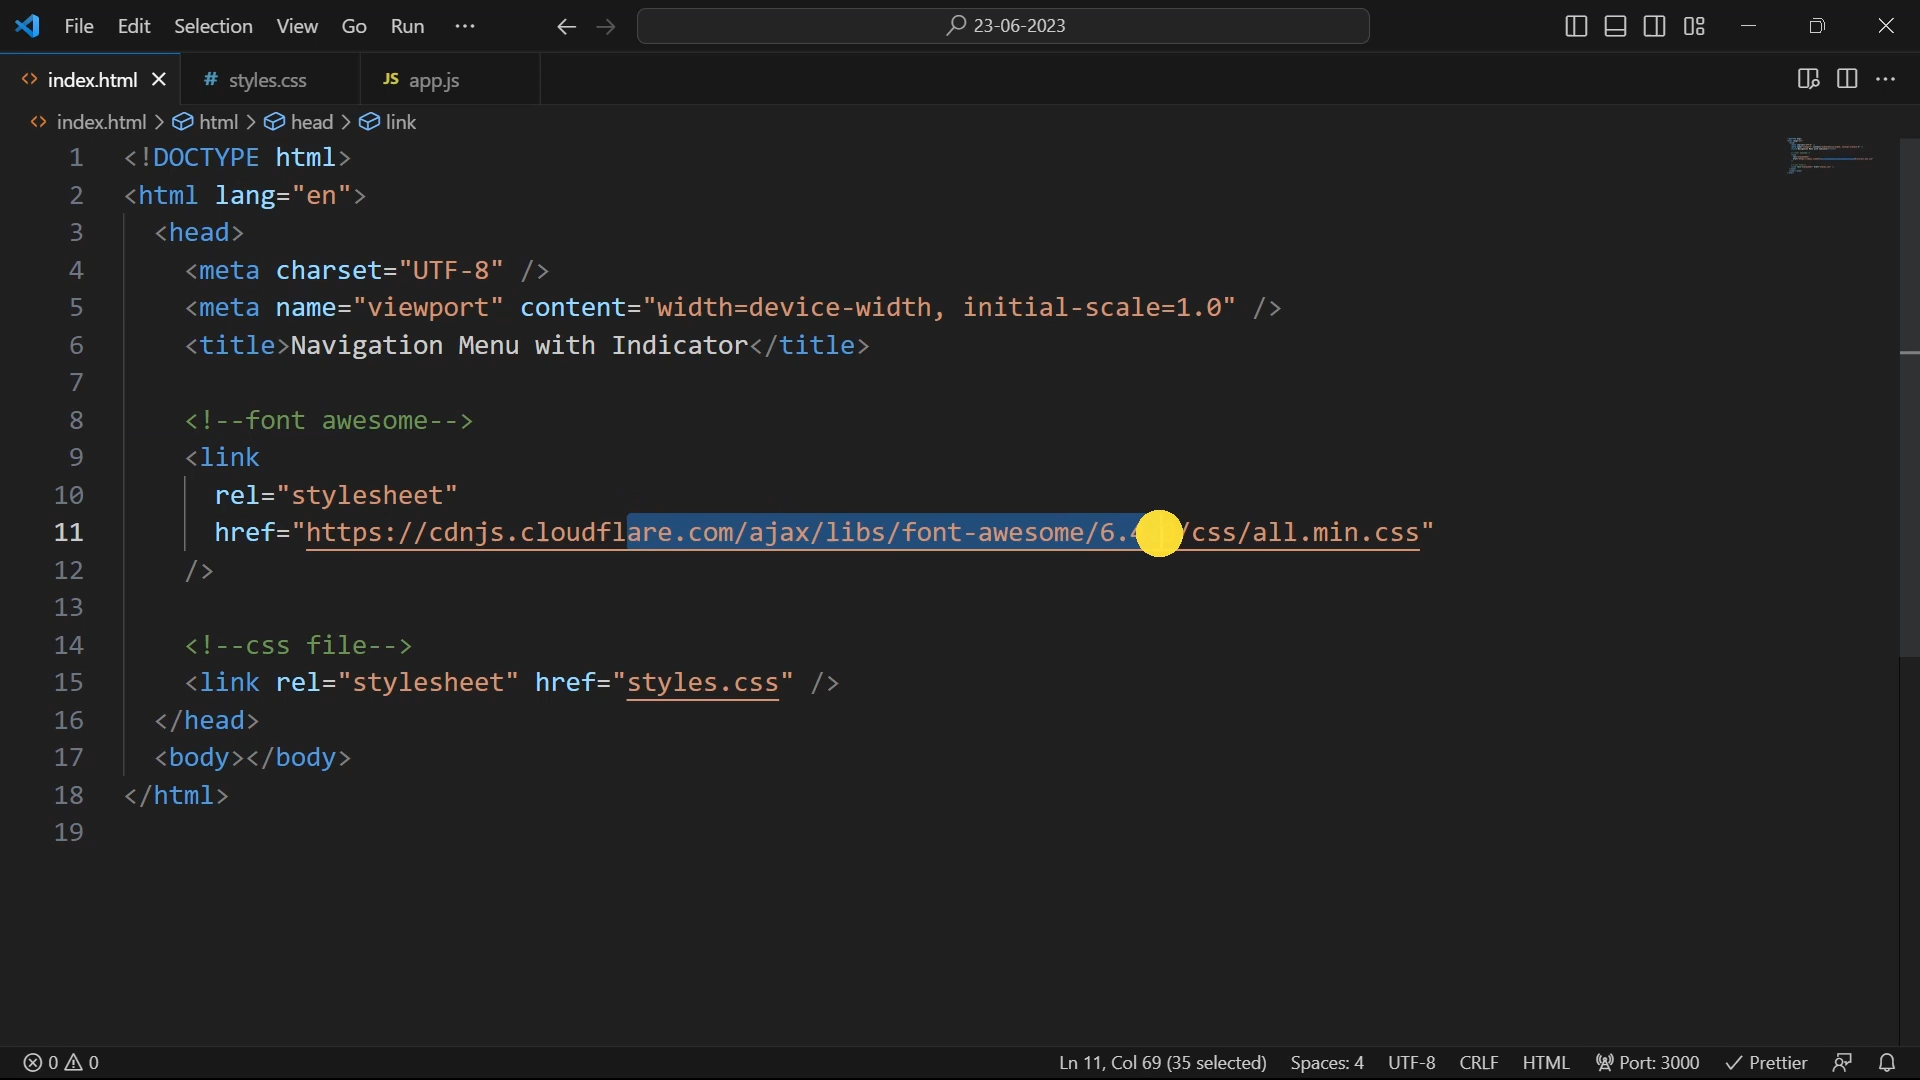 File Edit Selection View Go Run ··· 23-06-2023
index.html # styles.css JS app.js
index.html > html > head > link
1 <!DOCTYPE html>
2 <html lang="en">
3 <head>
4 <meta charset="UTF-8" />
5 <meta name="viewport" content="width=device-width, initial-scale=1.0" />
6 <title>Navigation Menu with Indicator</title>
7
8 <!--font awesome-->
9 <link
10 rel="stylesheet"
11 href="https://cdnjs.cloudflare.com/ajax/libs/font-awesome/6.4 /css/all.min.css"
12 />
13
14 <!--css file-->
15 <link rel="stylesheet" href="styles.css" />
16 </head>
17 <body></body>
18 </html>
19
0 0 Ln 11, Col 69 (35 selected) Spaces: 4 UTF-8 CRLF HTML Port: 3000 Prettier